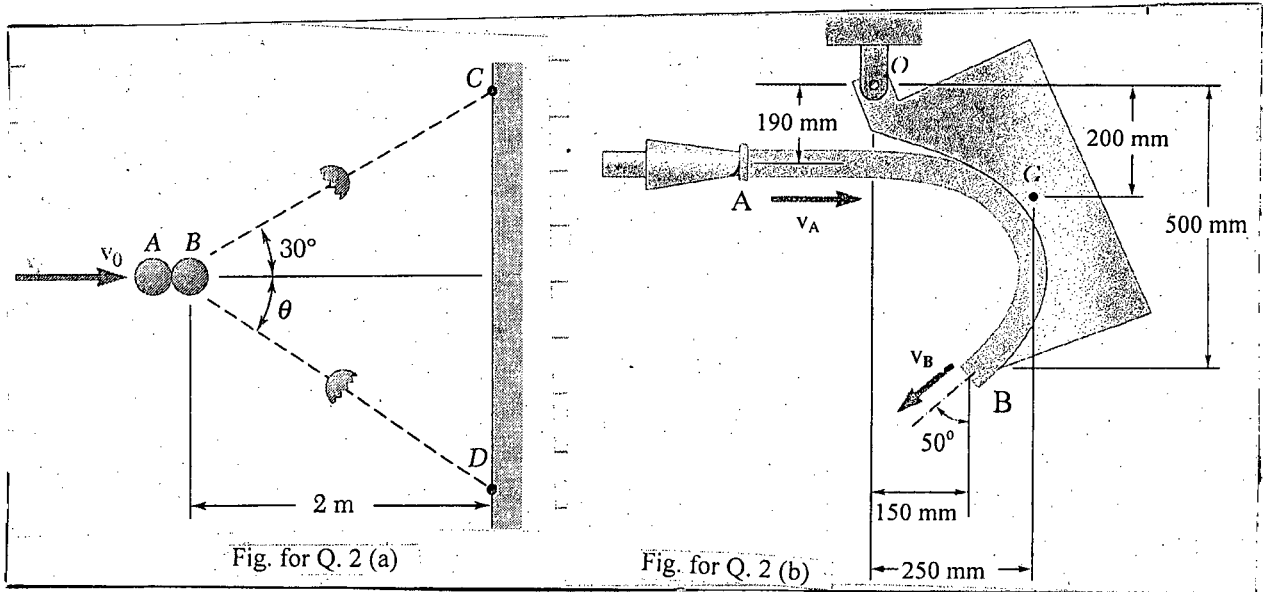 C
A B
v0
30°
θ
D
2 m
Fig. for Q. 2 (a)
O
190 mm
200 mm
G
A
vA
500 mm
vB
B
50°
150 mm
250 mm
Fig. for Q. 2 (b)